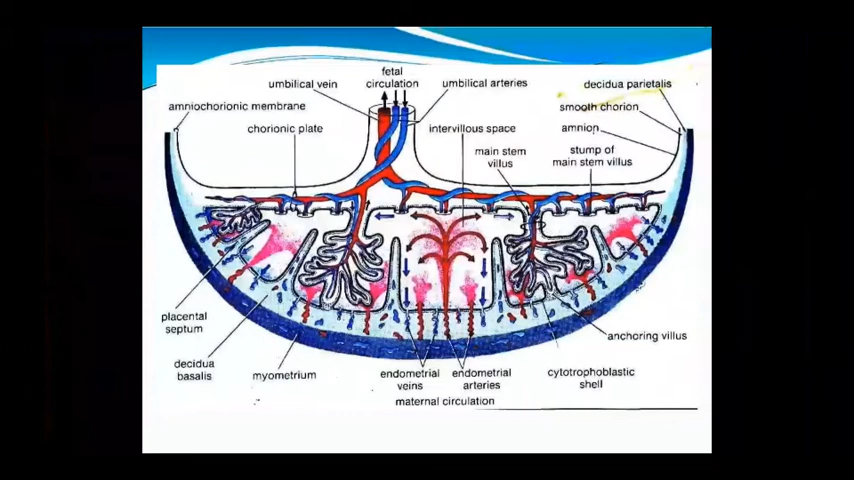 fetal
circulation
umbilical vein
umbilical arteries
decidua parietalis
amniochorionic membrane
smooth chorion
chorionic plate
intervillous space
amnion
main stem
villus
stump of
main stem villus
placental
septum
anchoring villus
decidua
basalis
myometrium
endometrial
veins
endometrial
arteries
cytotrophoblastic
shell
maternal circulation